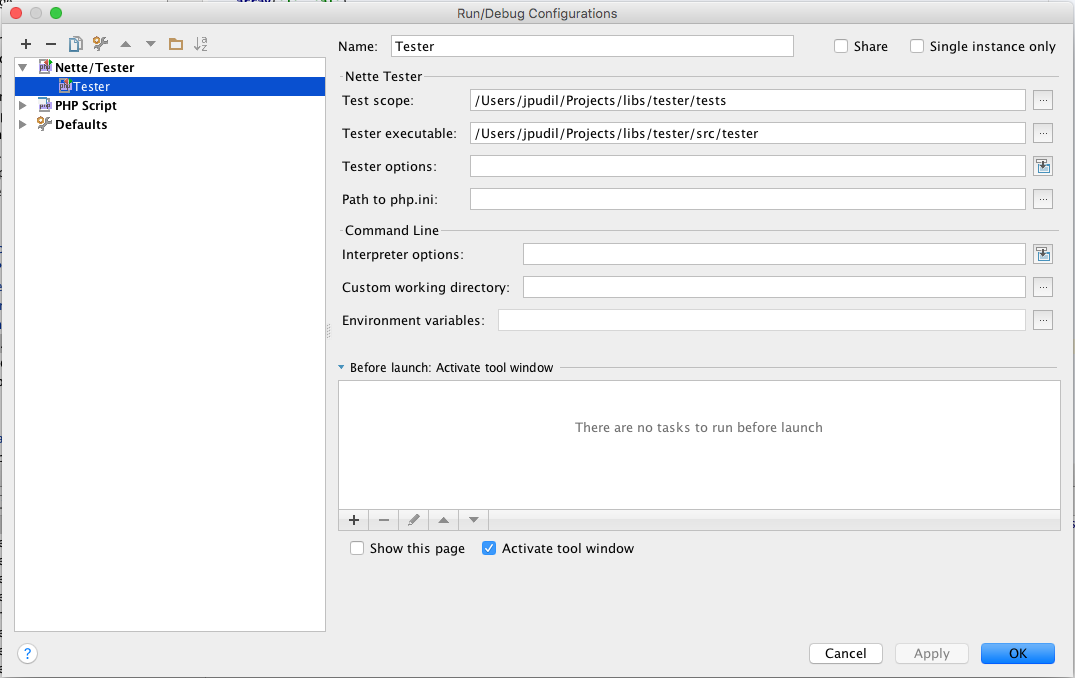 Run/Debug Configurations
Name: Tester Share Single instance only
Nette/Tester
Tester
PHP Script
Defaults
Nette Tester
Test scope: /Users/jpudil/Projects/libs/tester/tests ...
Tester executable: /Users/jpudil/Projects/libs/tester/src/tester ...
Tester options:
Path to php.ini: ...
Command Line
Interpreter options:
Custom working directory: ...
Environment variables: ...
Before launch: Activate tool window
There are no tasks to run before launch
Show this page Activate tool window
? Cancel Apply OK